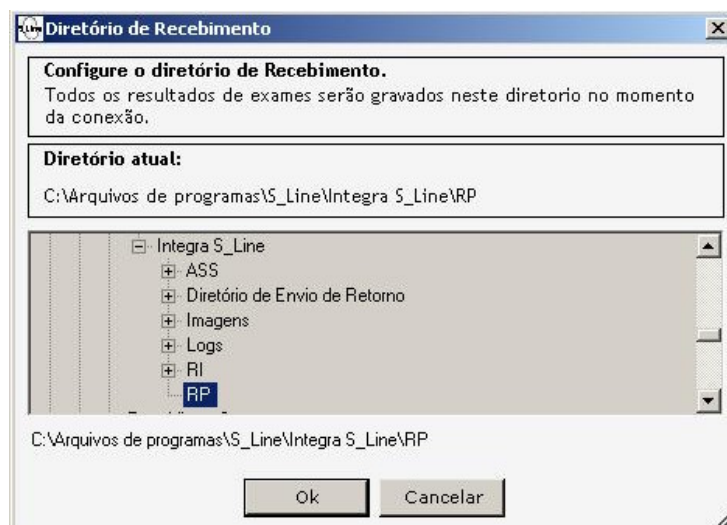 Diretório de Recebimento
Configure o diretório de Recebimento.
Todos os resultados de exames serão gravados neste diretorio no momento
da conexão.
Diretório atual:
C:\Arquivos de programas\S_Line\Integra S_Line\RP
Integra S_Line
ASS
Diretório de Envio de Retorno
Imagens
Logs
RI
RP
C:\Arquivos de programas\S_Line\Integra S_Line\RP
Ok
Cancelar